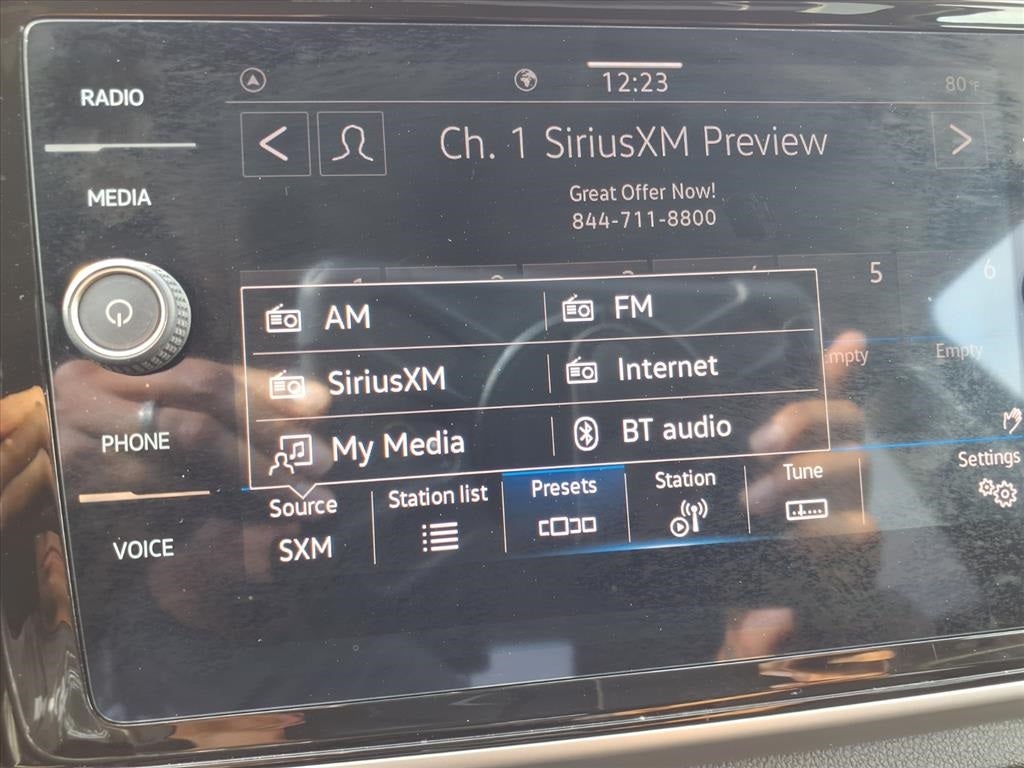 RADIO
12:23
80°F
MEDIA
Ch. 1 SiriusXM Preview
Great Offer Now!
844-711-8800
5
6
AM
FM
SiriusXM
Internet
Empty
Empty
My Media
BT audio
PHONE
VOICE
Source
SXM
Station list
Presets
Station
Tune
Settings